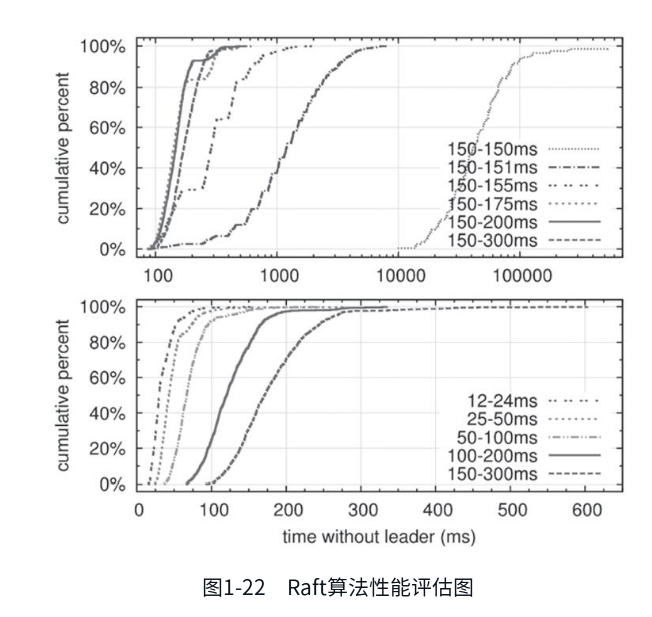 cumulative percent
100%
80%
60%
40%
20%
0%
150-150ms
150-151ms
150-155ms
150-175ms
150-200ms
150-300ms
100 1000 10000 100000
cumulative percent
100%
80%
60%
40%
20%
0%
12-24ms
25-50ms
50-100ms
100-200ms
150-300ms
0 100 200 300 400 500 600
time without leader (ms)
图1-22 Raft算法性能评估图